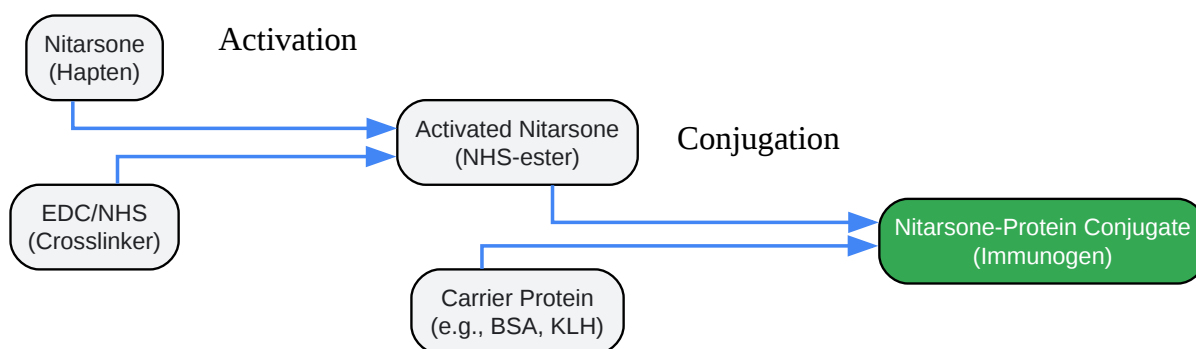 Nitarsone
(Hapten)
Activation
EDC/NHS
(Crosslinker)
Activated Nitarsone
(NHS-ester)
Conjugation
Carrier Protein
(e.g., BSA, KLH)
Nitarsone-Protein Conjugate
(Immunogen)